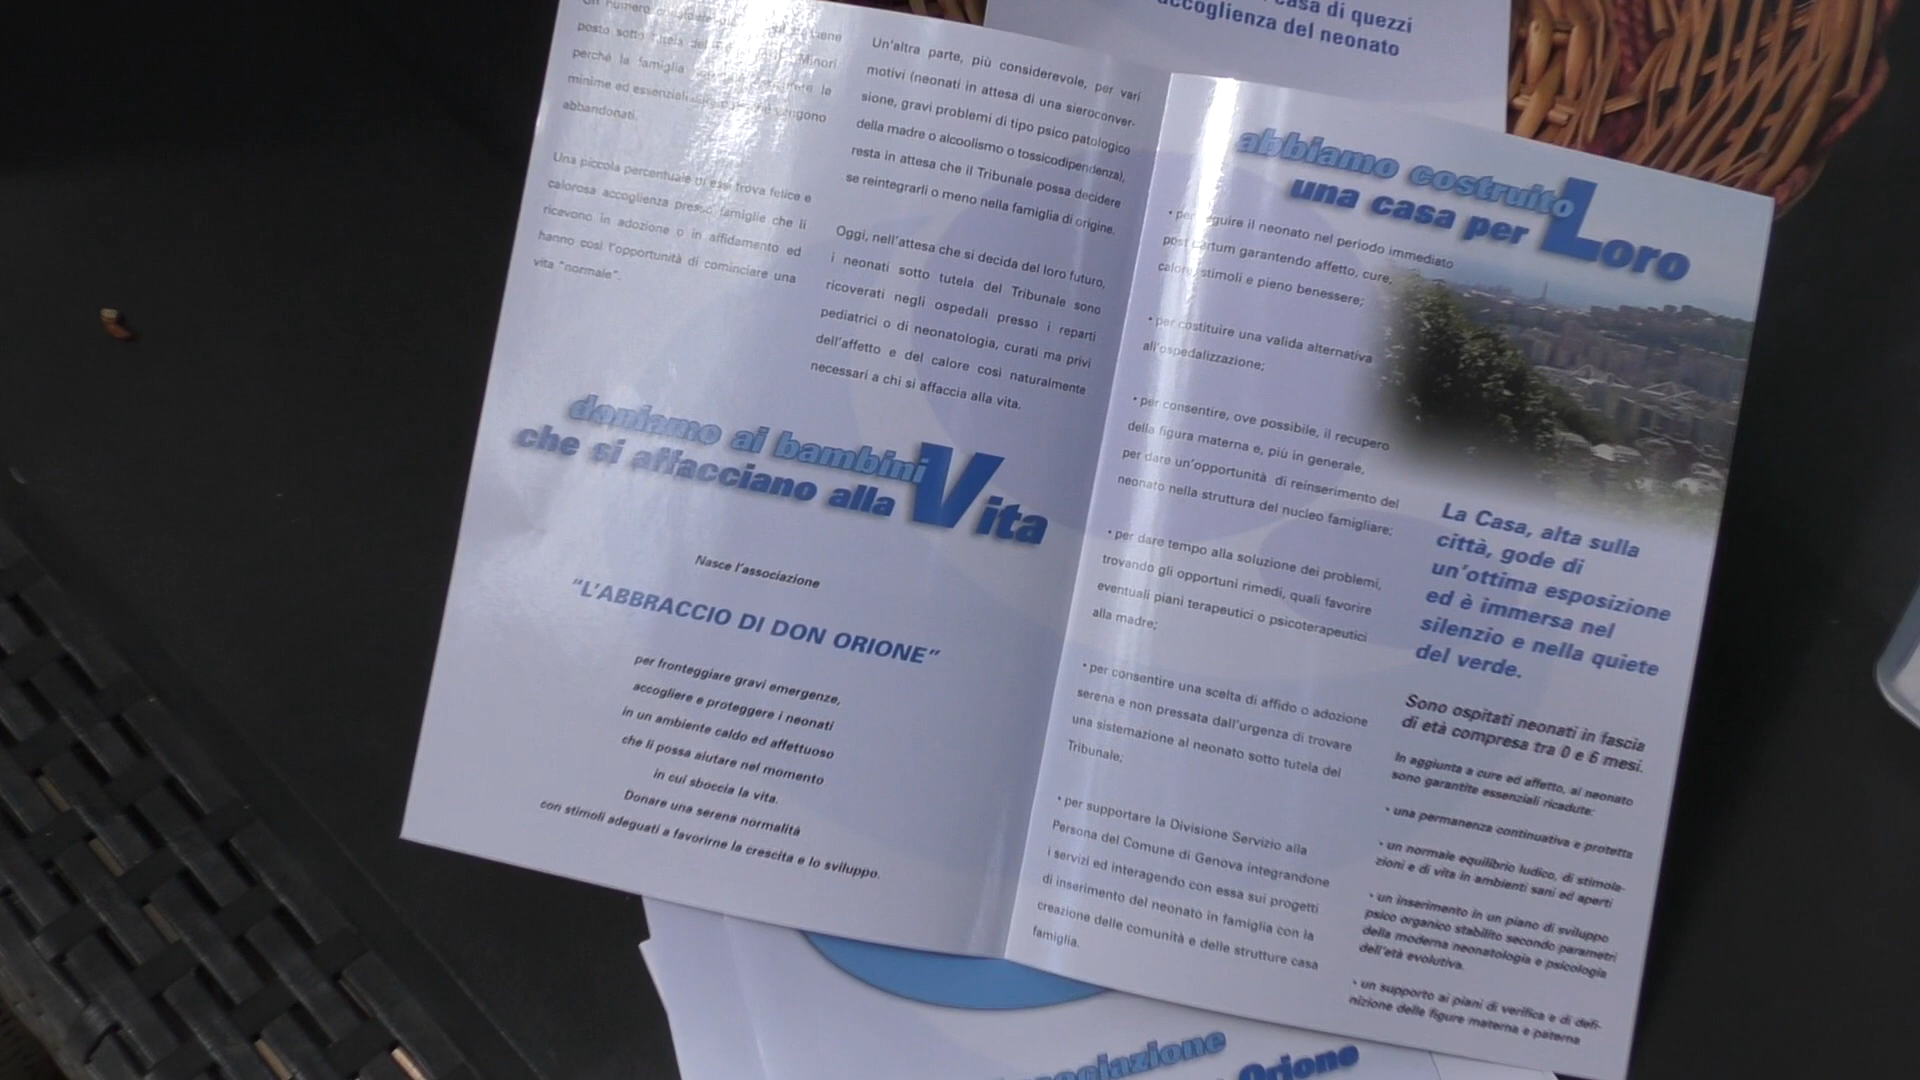 casa di quezzi
accoglienza del neonato
Un numero
posto sotto tutela del Minori
perché la famiglia le
minime ed essenziali vengono
abbandonati.
Una piccola percentuale di essi trova felice e
calorosa accoglienza presso famiglie che li
ricevono in adozione o in affidamento ed
hanno così l'opportunità di cominciare una
vita "normale".
Un'altra parte, più considerevole, per vari
motivi (neonati in attesa di una sieroconver-
sione, gravi problemi di tipo psico patologico
della madre o alcoolismo o tossicodipendenza),
resta in attesa che il Tribunale possa decidere
se reintegrarli o meno nella famiglia di origine.
Oggi, nell'attesa che si decida del loro futuro,
i neonati sotto tutela del Tribunale sono
ricoverati negli ospedali presso i reparti
pediatrici o di neonatologia, curati ma privi
dell'affetto e del calore così naturalmente
necessari a chi si affaccia alla vita.
doniamo ai bambini
che si affacciano alla Vita
Nasce l'associazione
"L'ABBRACCIO DI DON ORIONE"
per fronteggiare gravi emergenze,
accogliere e proteggere i neonati
in un ambiente caldo ed affettuoso
che li possa aiutare nel momento
in cui sboccia la vita.
Donare una serena normalità
con stimoli adeguati a favorirne la crescita e lo sviluppo.
abbiamo costruito
una casa per Loro
• per seguire il neonato nel periodo immediato
post partum garantendo affetto, cure,
calore, stimoli e pieno benessere;
• per costituire una valida alternativa
all'ospedalizzazione;
• per consentire, ove possibile, il recupero
della figura materna e, più in generale,
per dare un'opportunità di reinserimento del
neonato nella struttura del nucleo famigliare;
• per dare tempo alla soluzione dei problemi,
trovando gli opportuni rimedi, quali favorire
eventuali piani terapeutici o psicoterapeutici
alla madre;
• per consentire una scelta di affido o adozione
serena e non pressata dall'urgenza di trovare
una sistemazione al neonato sotto tutela del
Tribunale;
• per supportare la Divisione Servizio alla
Persona del Comune di Genova integrandone
i servizi ed interagendo con essa sui progetti
di inserimento del neonato in famiglia con la
creazione delle comunità e delle strutture casa
famiglia.
La Casa, alta sulla
città, gode di
un'ottima esposizione
ed è immersa nel
silenzio e nella quiete
del verde.
Sono ospitati neonati in fascia
di età compresa tra 0 e 6 mesi.
In aggiunta a cure ed affetto, al neonato
sono garantite essenziali ricadute:
• una permanenza continuativa e protetta
• un normale equilibrio ludico, di stimola-
zioni e di vita in ambienti sani ed aperti
• un inserimento in un piano di sviluppo
psico organico stabilito secondo parametri
della moderna neonatologia e psicologia
dell'età evolutiva.
• un supporto ai piani di verifica e di defi-
nizione delle figure materna e paterna
associazione
Orione